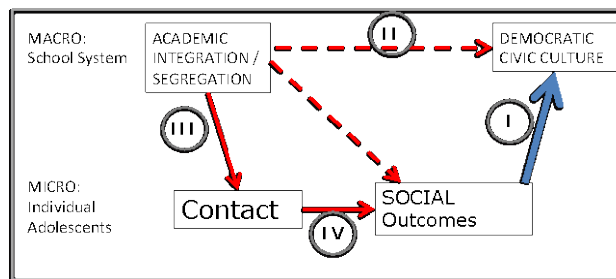 MACRO:
School System
ACADEMIC
INTEGRATION /
SEGREGATION
II
DEMOCRATIC
CIVIC CULTURE
III
I
MICRO:
Individual
Adolescents
Contact
IV
SOCIAL
Outcomes